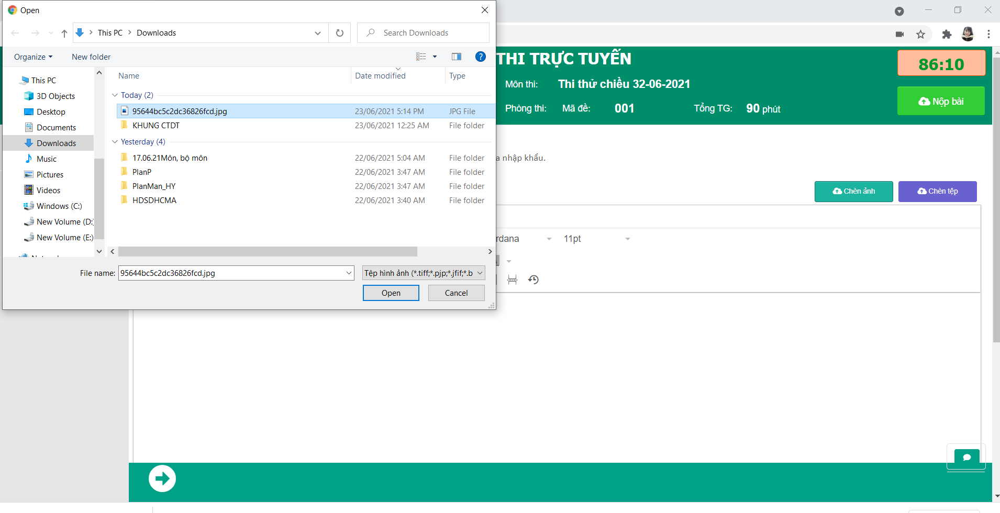 Open
This PC > Downloads
Search Downloads
Organize
New folder
?
Name
Date modified
Type
This PC
3D Objects
Desktop
Documents
Downloads
Music
Pictures
Videos
Windows (C:)
New Volume (D:)
New Volume (E:)
Today (2)
95644bc5c2dc36826fcd.jpg 23/06/2021 5:14 PM JPG File
KHUNG CTDT 23/06/2021 12:25 AM File folder
Yesterday (4)
17.06.21Môn, bộ môn 22/06/2021 5:04 AM File folder
PlanP 22/06/2021 3:47 AM File folder
PlanMan_HY 22/06/2021 3:47 AM File folder
HDSDHCMA 22/06/2021 3:40 AM File folder
File name: 95644bc5c2dc36826fcd.jpg
Tệp hình ảnh (*.tiff;*.pjp;*.jfif;*.b
Open
Cancel
THI TRỰC TUYẾN
86:10
Môn thi: Thi thử chiều 32-06-2021
Nộp bài
Phòng thi: Mã đề: 001 Tổng TG: 90 phút
a nhập khẩu.
Chèn ảnh
Chèn tệp
rdana
11pt